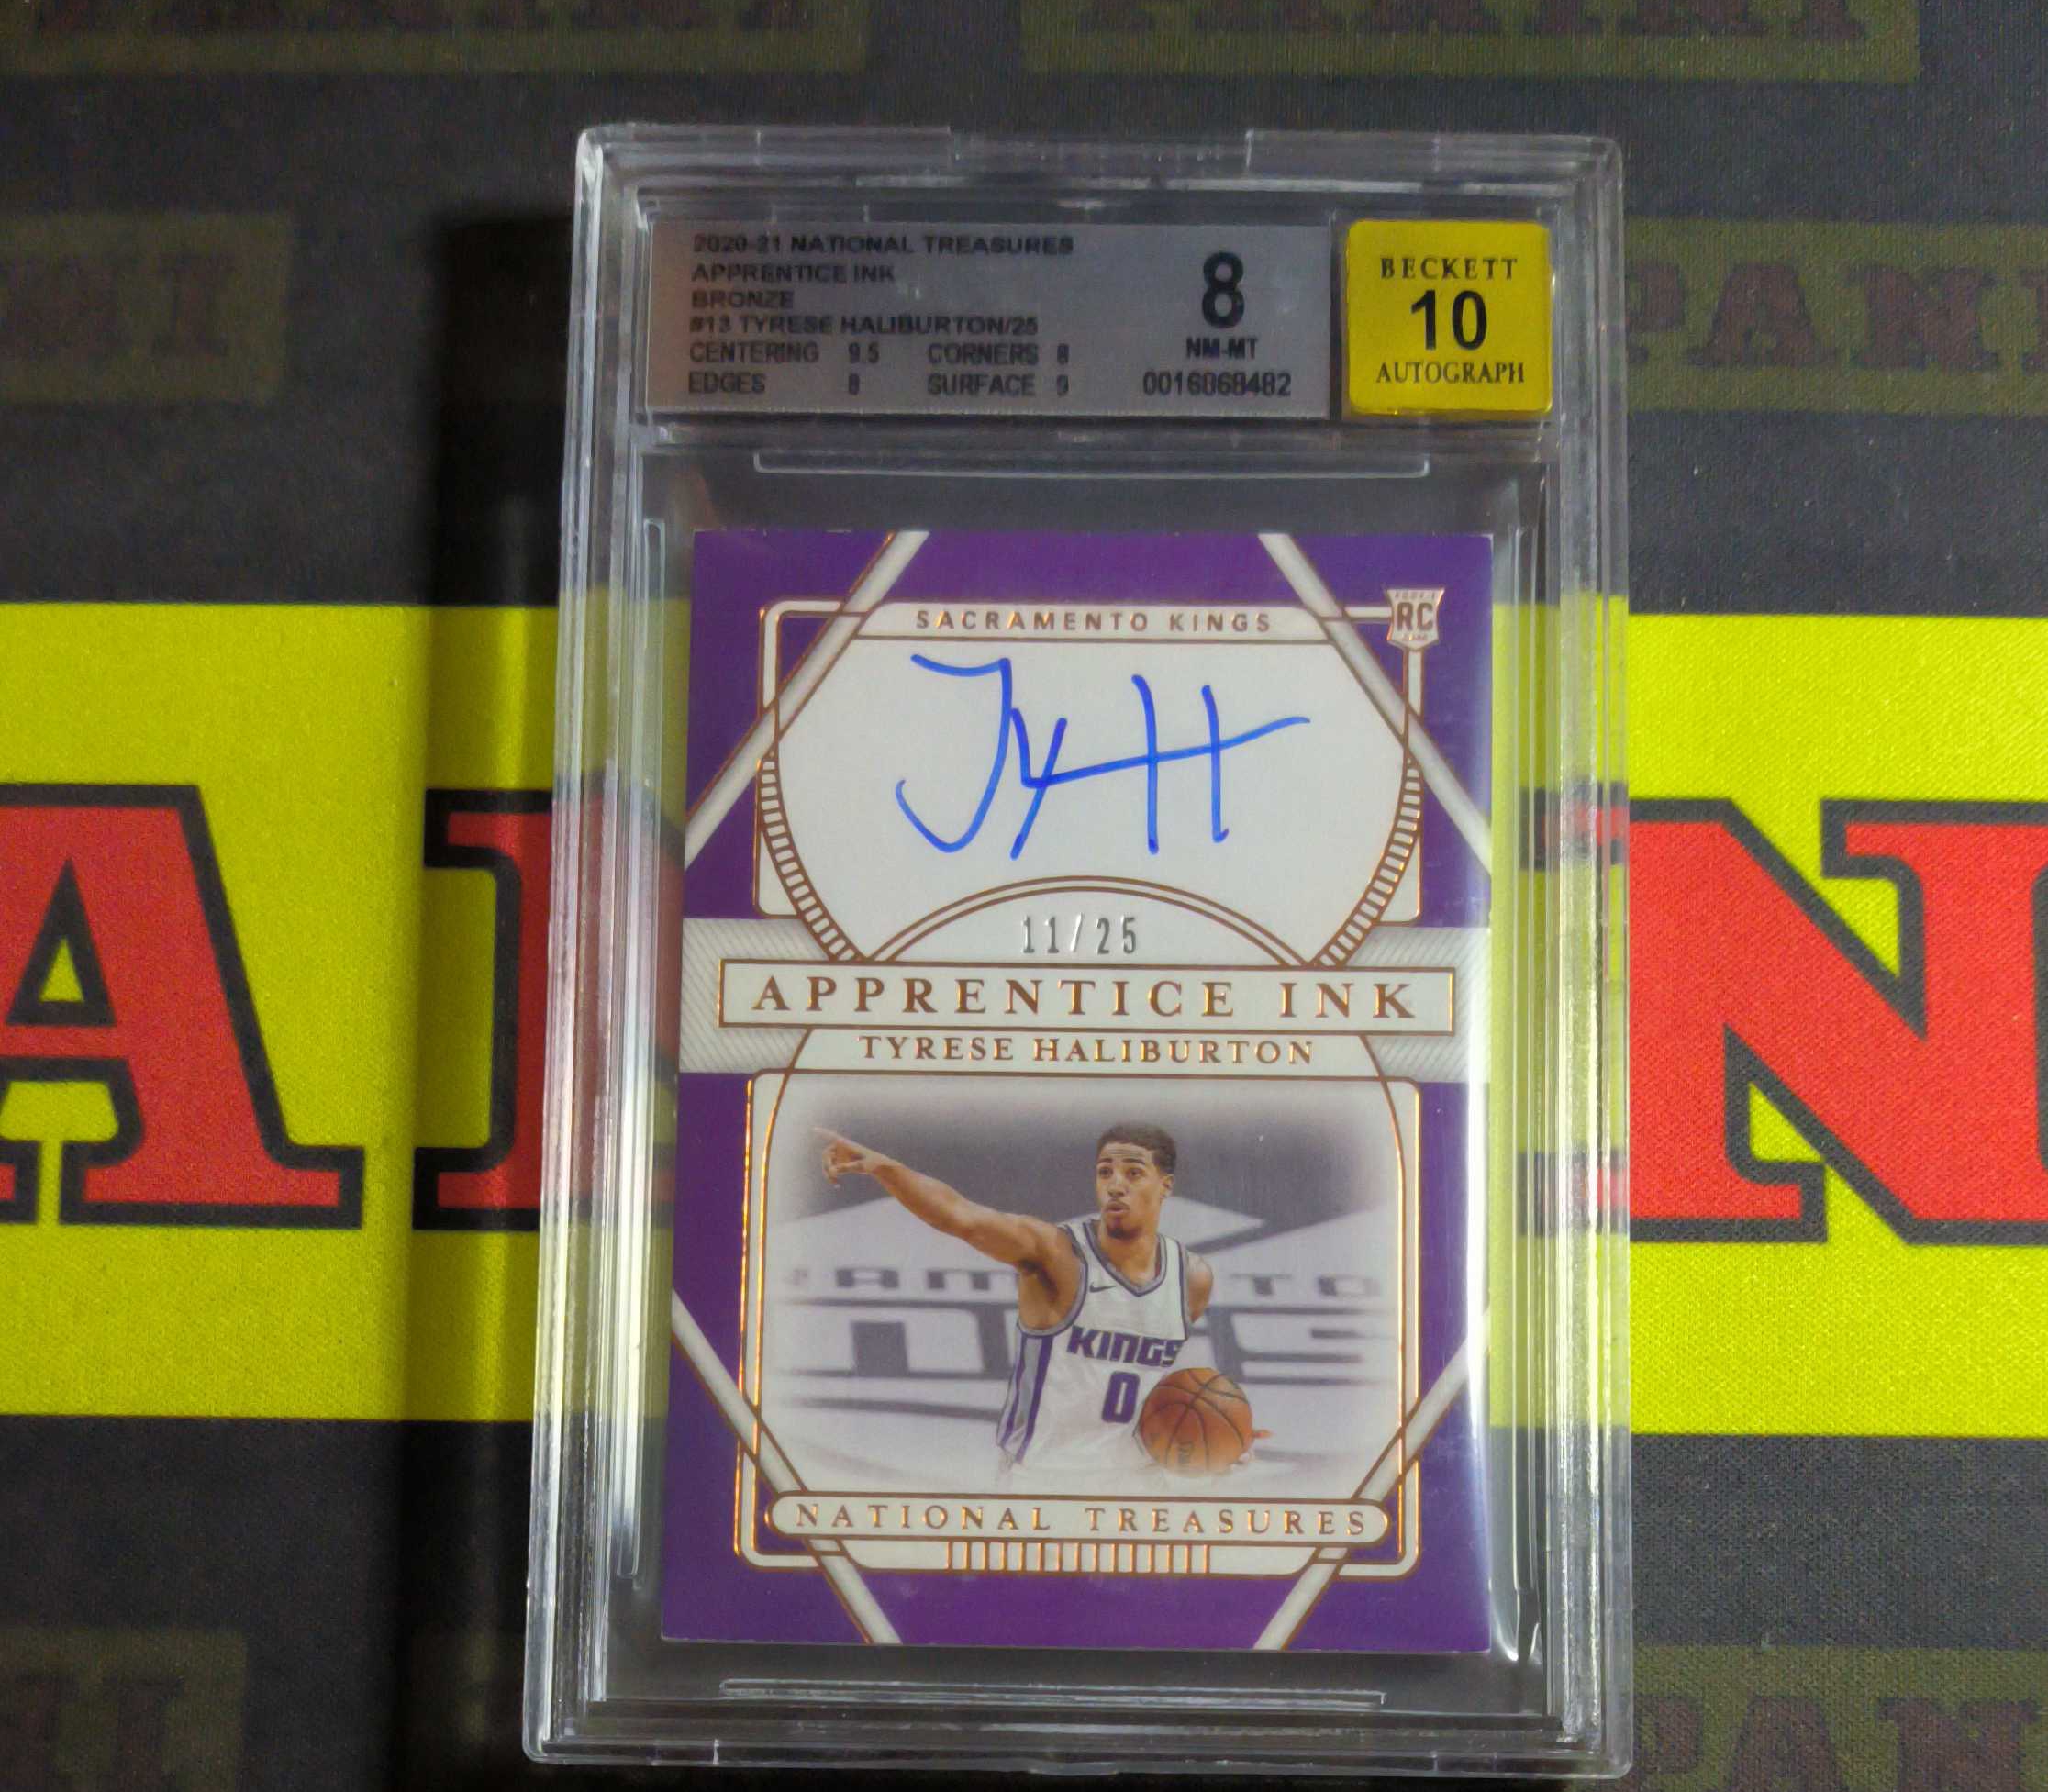 PANINI
2020-21 NATIONAL TREASURES
APPRENTICE INK
BRONZE
#13 TYRESE HALIBURTON/25
CENTERING 9.5 CORNERS 8
EDGES 8 SURFACE 9
8
NM-MT
0016068482
BECKETT
10
AUTOGRAPH
SACRAMENTO KINGS
RC
TyH
11/25
APPRENTICE INK
TYRESE HALIBURTON
KINGS
0
NATIONAL TREASURES